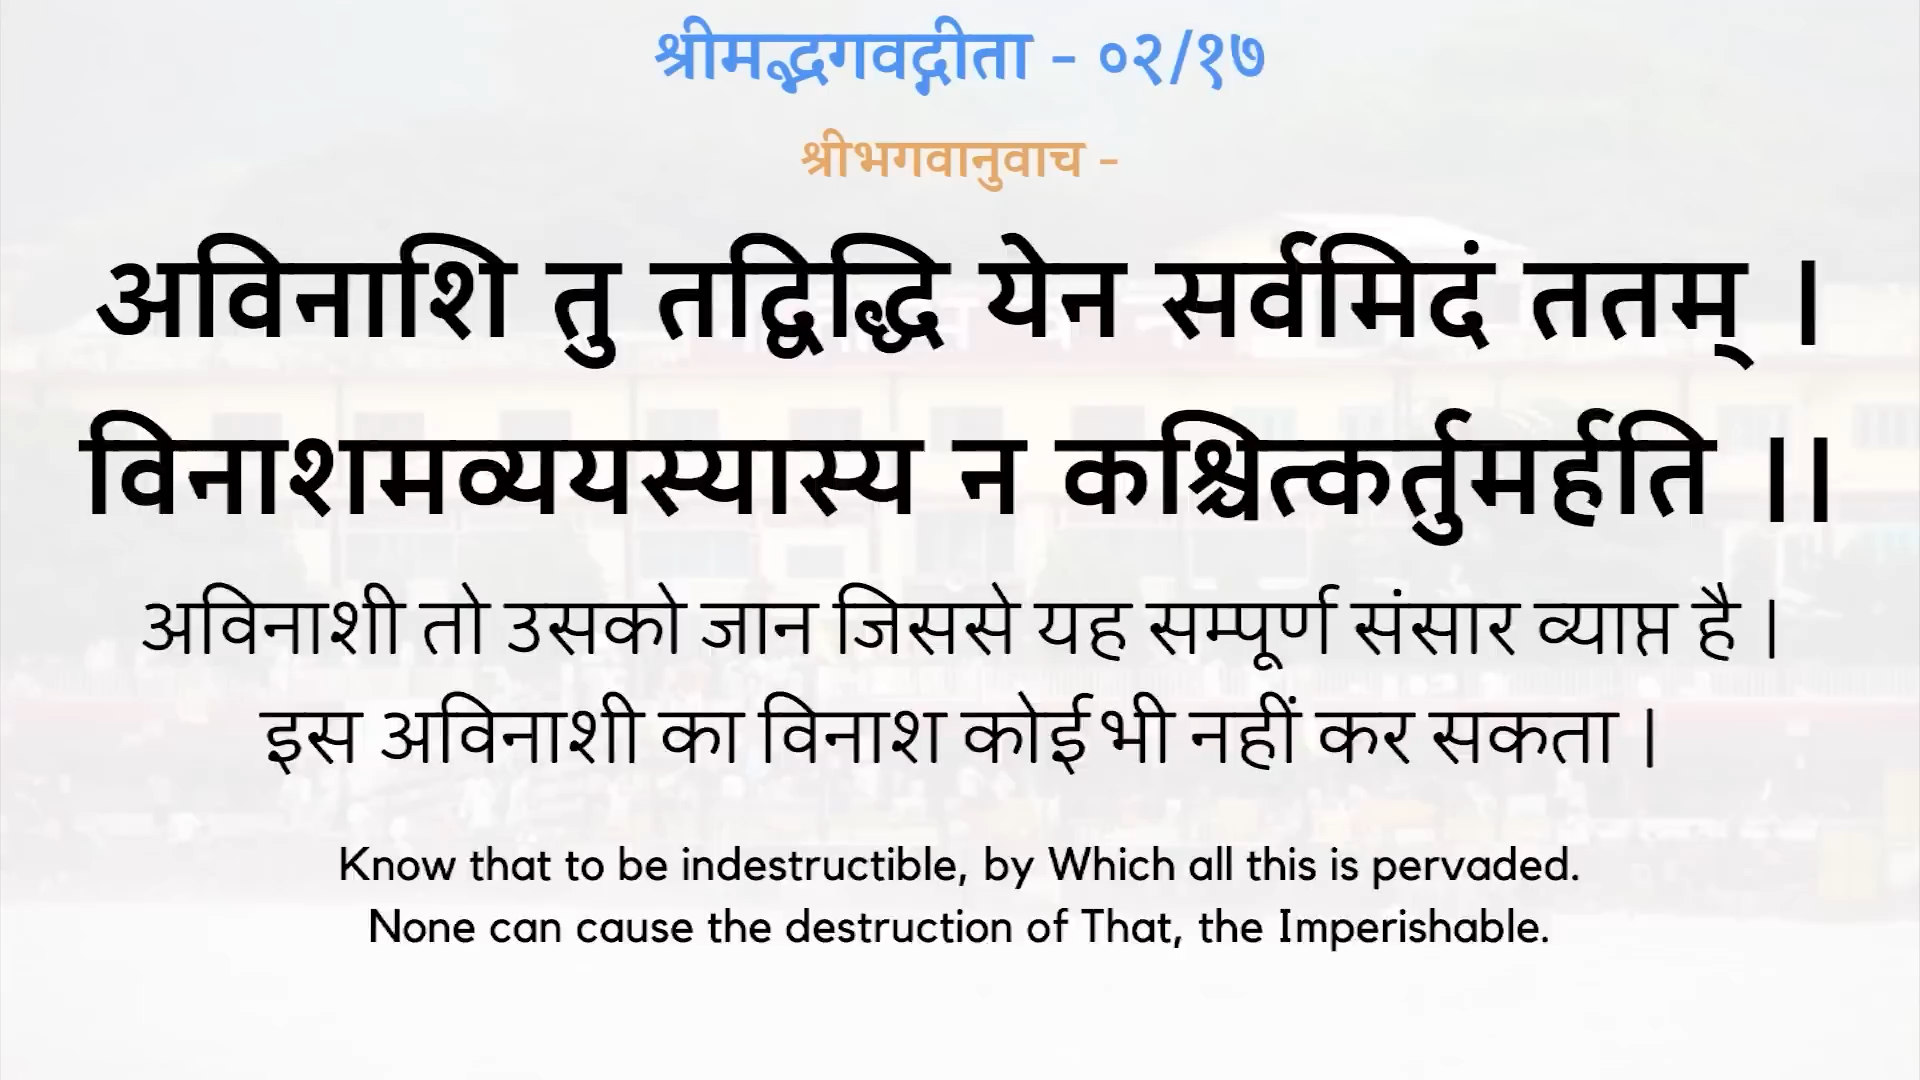 श्रीमद्भगवद्गीता - ०२/१७
श्रीभगवानुवाच -
अविनाशि तु तद्विद्धि येन सर्वमिदं ततम् ।
विनाशमव्ययस्यास्य न कश्चित्कर्तुमर्हति ।।
अविनाशी तो उसको जान जिससे यह सम्पूर्ण संसार व्याप्त है ।
इस अविनाशी का विनाश कोई भी नहीं कर सकता ।
Know that to be indestructible, by Which all this is pervaded.
None can cause the destruction of That, the Imperishable.